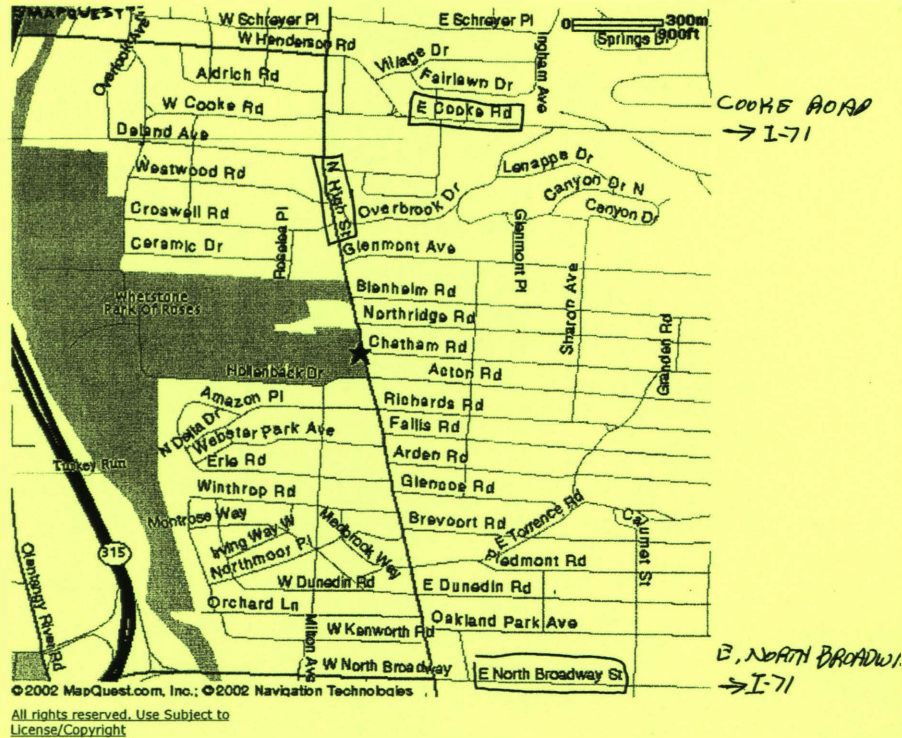 MAPQUEST
W Schreyer Pl
E Schreyer Pl
0 300m
900ft
Springs Dr
W Henderson Rd
Overlook Ave
Village Dr
Ingham Ave
Aldrich Rd
Fairlawn Dr
W Cooke Rd
E Cooke Rd
COOKE ROAD
→ I-71
Deland Ave
Westwood Rd
N High St
Lenappe Dr
Canyon Dr N
Canyon Dr
Croswell Rd
Overbrook Dr
Roselea Pl
Glenmont Pl
Ceramic Dr
Glenmont Ave
Sharon Ave
Blenheim Rd
Whetstone
Park Of Roses
Northridge Rd
Chatham Rd
Granden Rd
Hollenback Dr
Acton Rd
Amazon Pl
Richards Rd
N Delta Dr
Webster Park Ave
Fallis Rd
Erie Rd
Arden Rd
Turkey Run
Winthrop Rd
Glencoe Rd
Montrose Way
Medbrook Way
Brevoort Rd
E Torrence Rd
Calumet St
Irving Way W
Northmoor Pl
Piedmont Rd
315
Olentangy River Rd
W Dunedin Rd
E Dunedin Rd
Orchard Ln
Milton Ave
W Kenworth Rd
Oakland Park Ave
W North Broadway
E North Broadway St
E. NORTH BROADWA
→ I-71
©2002 MapQuest.com, Inc.; ©2002 Navigation Technologies
All rights reserved. Use Subject to
License/Copyright